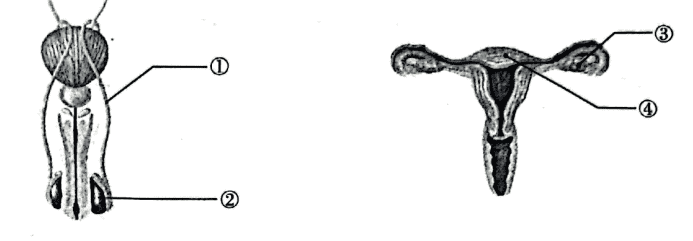 ①
②
③
④